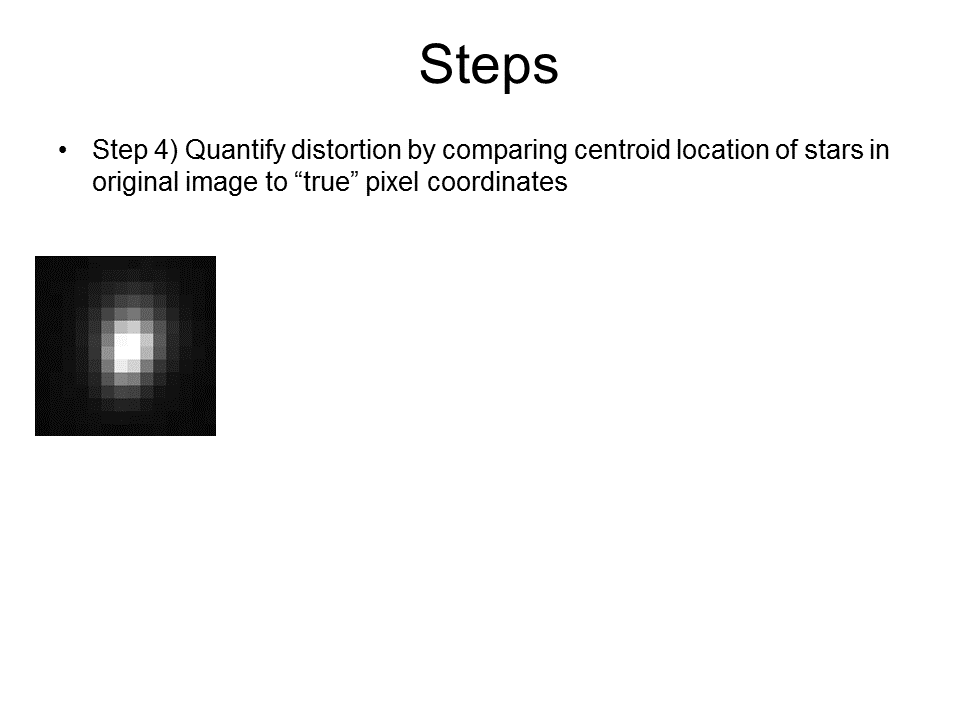 Steps
• Step 4) Quantify distortion by comparing centroid location of stars in
original image to “true” pixel coordinates